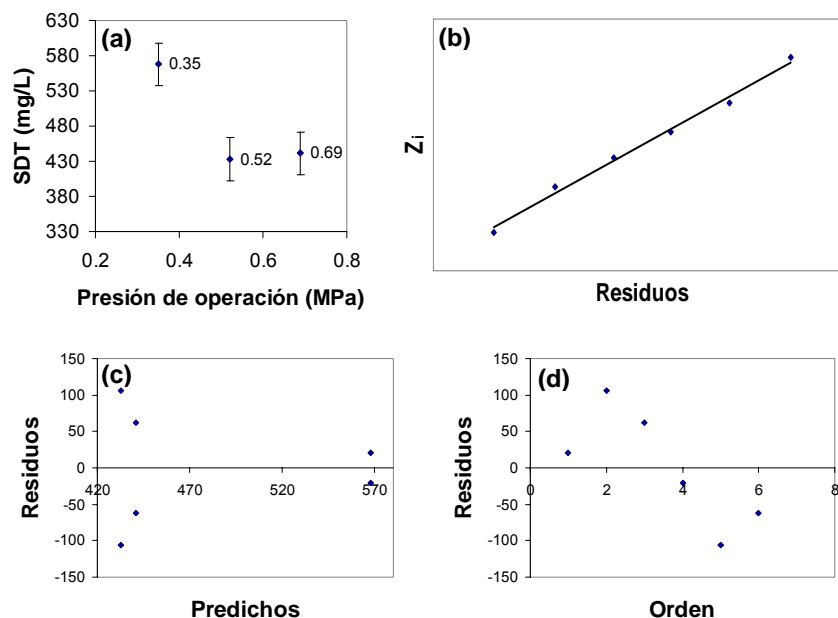 (a)
SDT (mg/L)
630
580
530
480
430
380
330
0.35
0.52
0.69
0.2 0.4 0.6 0.8
Presión de operación (MPa)
(b)
Zi
Residuos
(c)
Residuos
150
100
50
0
-50
-100
-150
420 470 520 570
Predichos
(d)
Residuos
150
100
50
0
-50
-100
-150
0 2 4 6 8
Orden